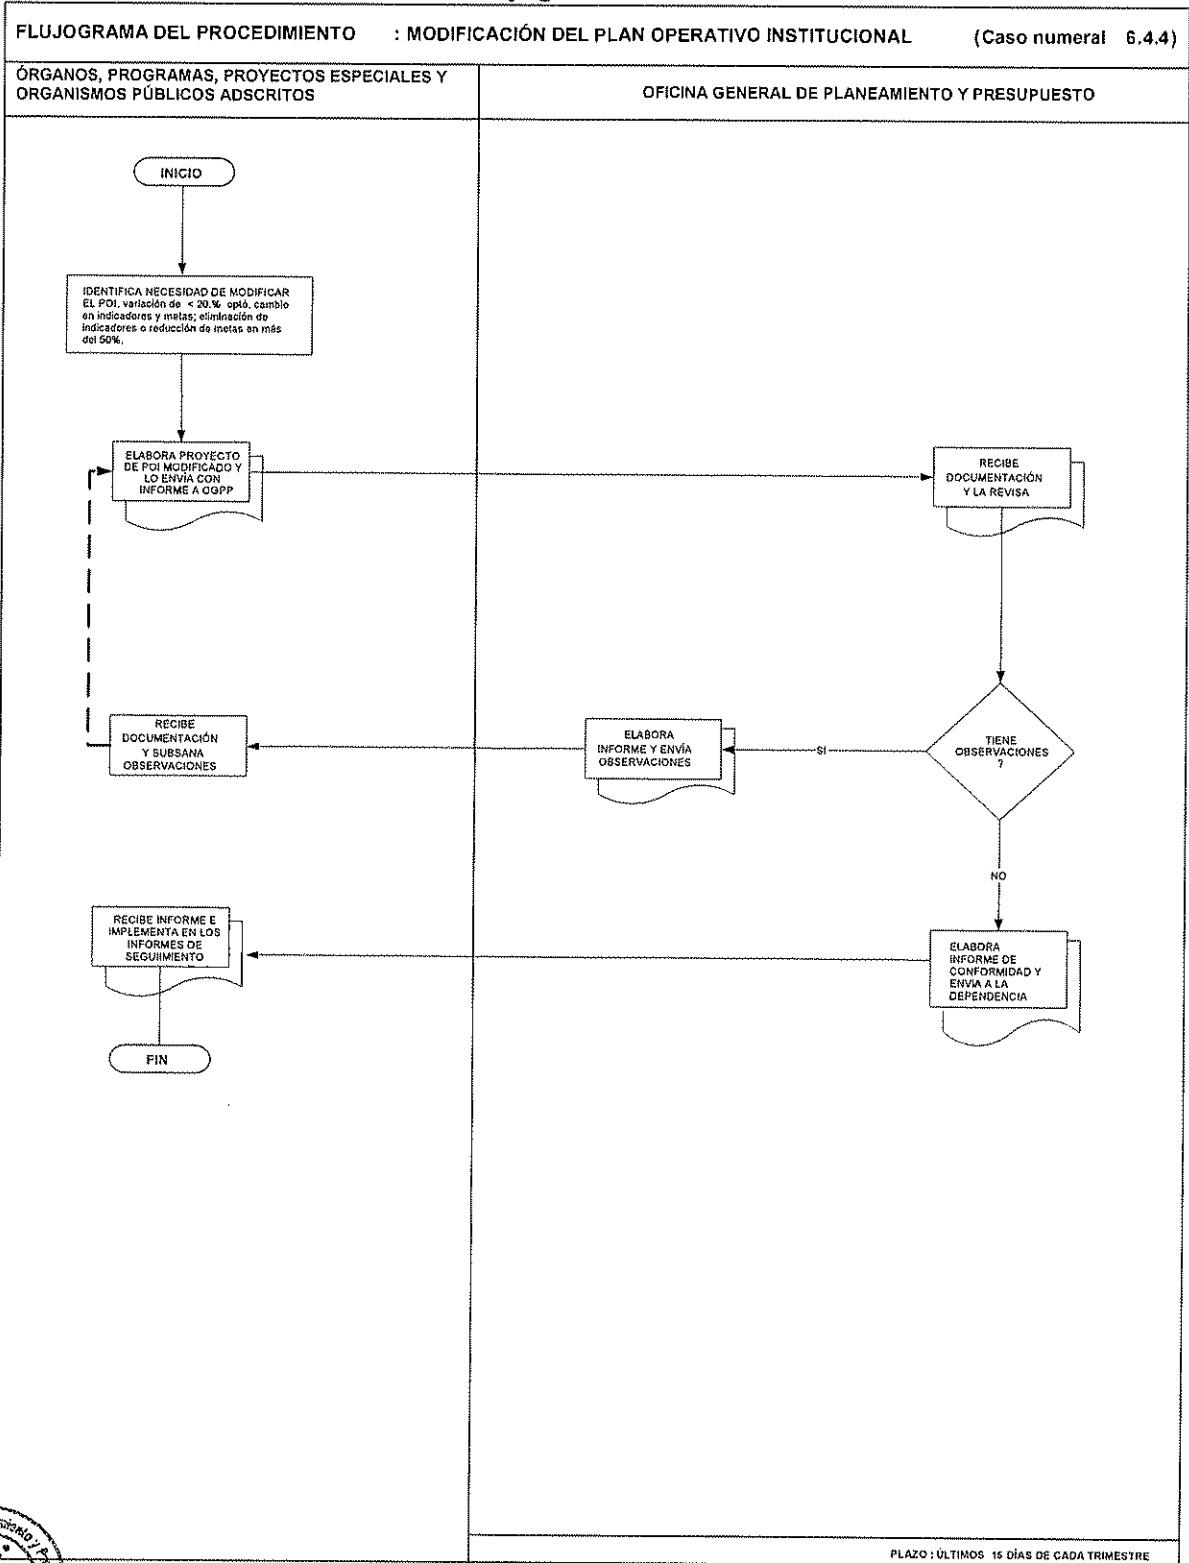 FLUJOGRAMA DEL PROCEDIMIENTO : MODIFICACIÓN DEL PLAN OPERATIVO INSTITUCIONAL (Caso numeral 6.4.4)
ÓRGANOS, PROGRAMAS, PROYECTOS ESPECIALES Y
ORGANISMOS PÚBLICOS ADSCRITOS
OFICINA GENERAL DE PLANEAMIENTO Y PRESUPUESTO
INICIO
IDENTIFICA NECESIDAD DE MODIFICAR
EL POI, variación de < 20.% cambio
en indicadores y metas; eliminación de
indicadores o reducción de metas en más
del 50%.
ELABORA PROYECTO
DE POI MODIFICADO Y
LO ENVÍA CON
INFORME A OGPP
RECIBE
DOCUMENTACIÓN
Y LA REVISA
TIENE
OBSERVACIONES
?
SI
ELABORA
INFORME Y ENVÍA
OBSERVACIONES
RECIBE
DOCUMENTACIÓN
Y SUBSANA
OBSERVACIONES
NO
ELABORA
INFORME DE
CONFORMIDAD Y
ENVIA A LA
DEPENDENCIA
RECIBE INFORME E
IMPLEMENTA EN LOS
INFORMES DE
SEGUIIMIENTO
FIN
PLAZO : ÚLTIMOS 15 DÍAS DE CADA TRIMESTRE